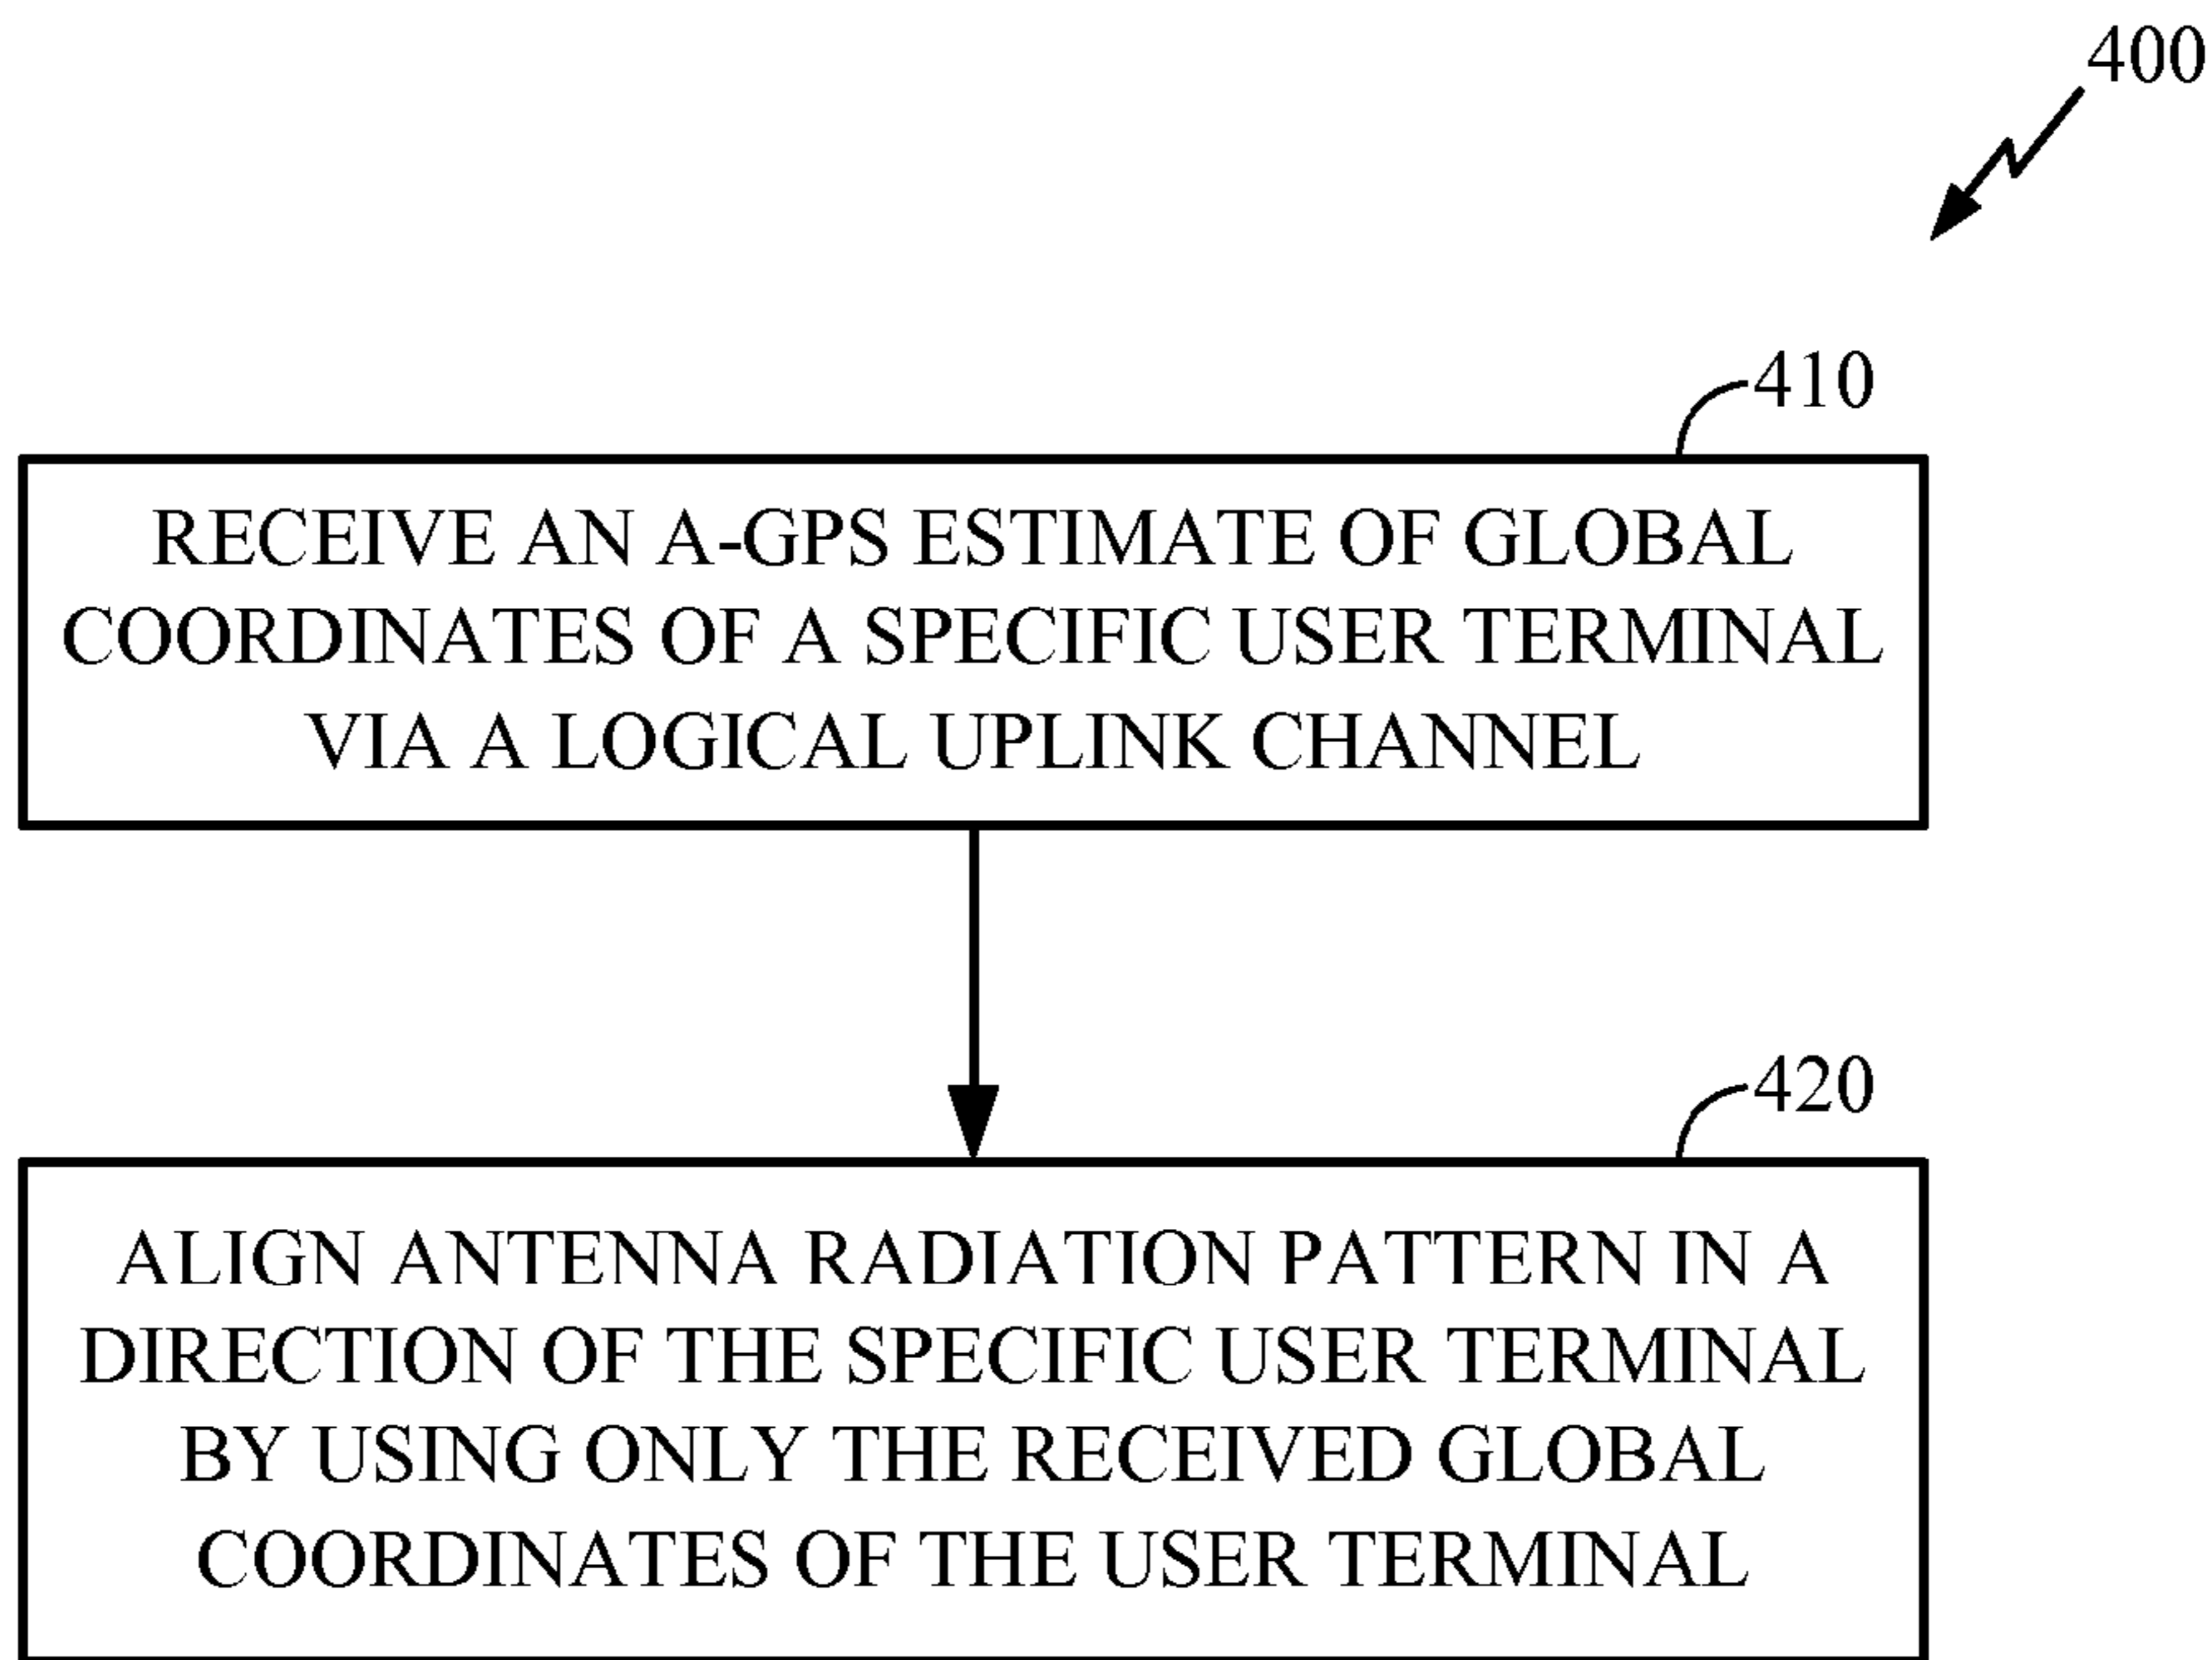 400
410
RECEIVE AN A-GPS ESTIMATE OF GLOBAL
COORDINATES OF A SPECIFIC USER TERMINAL
VIA A LOGICAL UPLINK CHANNEL
420
ALIGN ANTENNA RADIATION PATTERN IN A
DIRECTION OF THE SPECIFIC USER TERMINAL
BY USING ONLY THE RECEIVED GLOBAL
COORDINATES OF THE USER TERMINAL